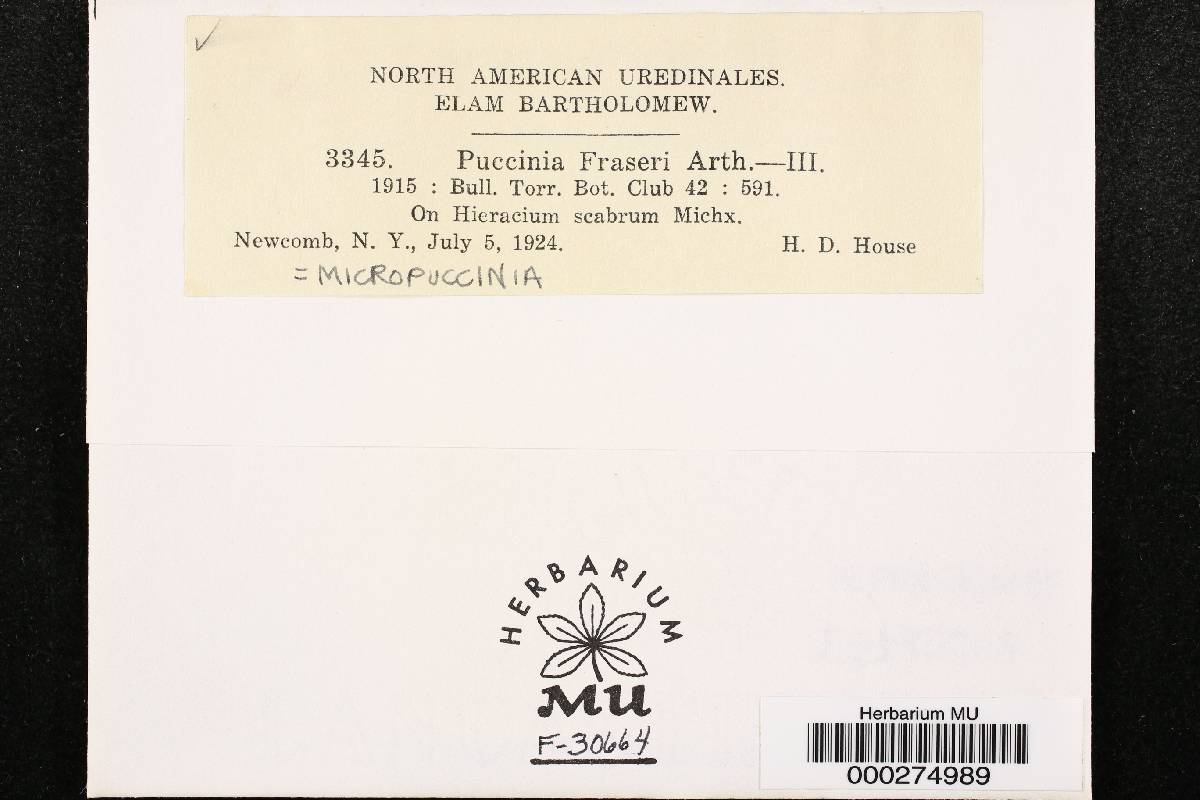 NORTH AMERICAN UREDINALES.
ELAM BARTHOLOMEW.
3345. Puccinia Fraseri Arth.—III.
1915 : Bull. Torr. Bot. Club 42 : 591.
On Hieracium scabrum Michx.
Newcomb, N. Y., July 5, 1924. H. D. House
= MICROPUCCINIA
HERBARIUM
MU
F-30664
Herbarium MU
000274989